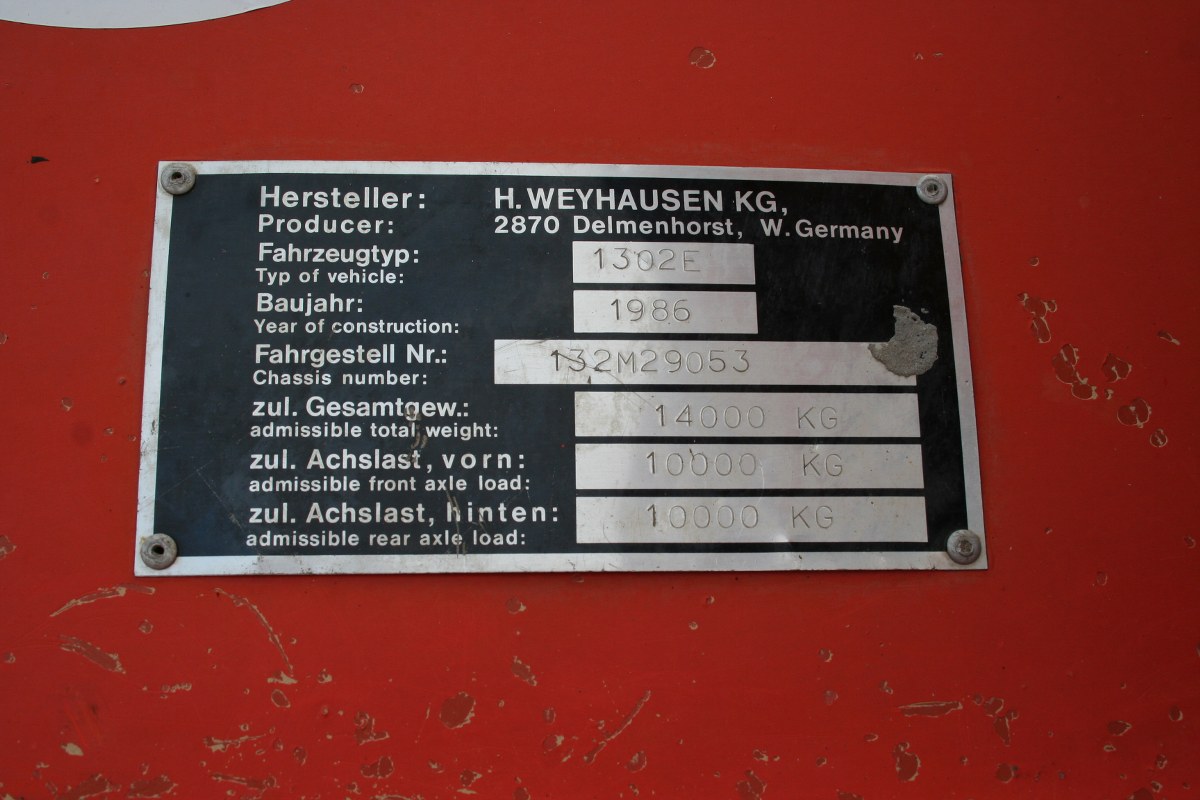 Hersteller: H. WEYHAUSEN KG,
Producer: 2870 Delmenhorst, W. Germany
Fahrzeugtyp: 1302E
Typ of vehicle:
Baujahr: 1986
Year of construction:
Fahrgestell Nr.: 132M29053
Chassis number:
zul. Gesamtgew.: 14000 KG
admissible total weight:
zul. Achslast, vorn: 10000 KG
admissible front axle load:
zul. Achslast, hinten: 10000 KG
admissible rear axle load: